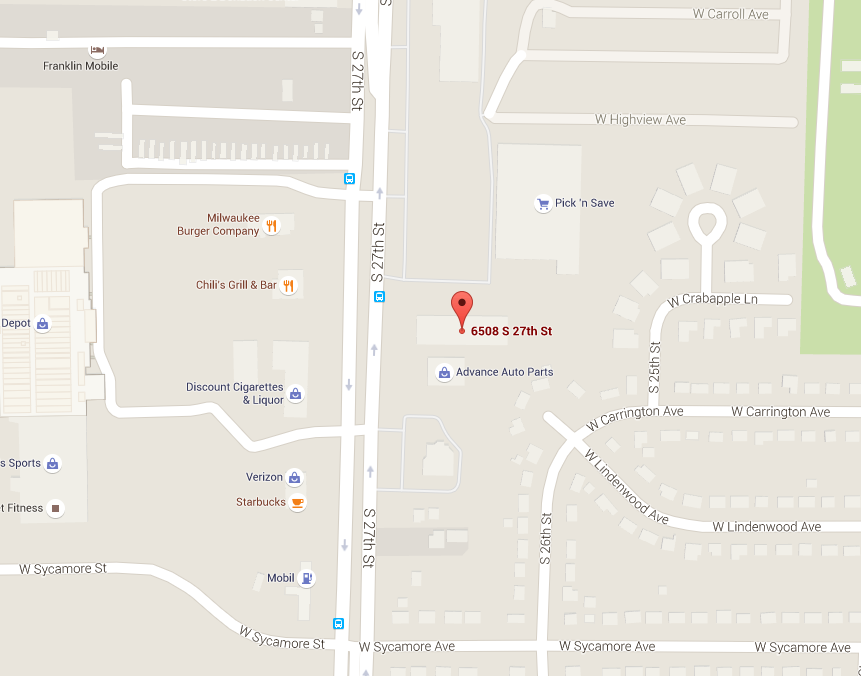 S
W Carroll Ave
Franklin Mobile
S 27th St
W Highview Ave
Pick 'n Save
Milwaukee
Burger Company
S 27th St
Chili's Grill & Bar
W Crabapple Ln
Depot
6508 S 27th St
S 25th St
Advance Auto Parts
Discount Cigarettes
& Liquor
W Carrington Ave
W Carrington Ave
s Sports
W Lindenwood Ave
Verizon
Starbucks
t Fitness
S 27th St
S 26th St
W Lindenwood Ave
W Sycamore St
Mobil
W Sycamore St
W Sycamore Ave
W Sycamore Ave
W Sycamore Ave